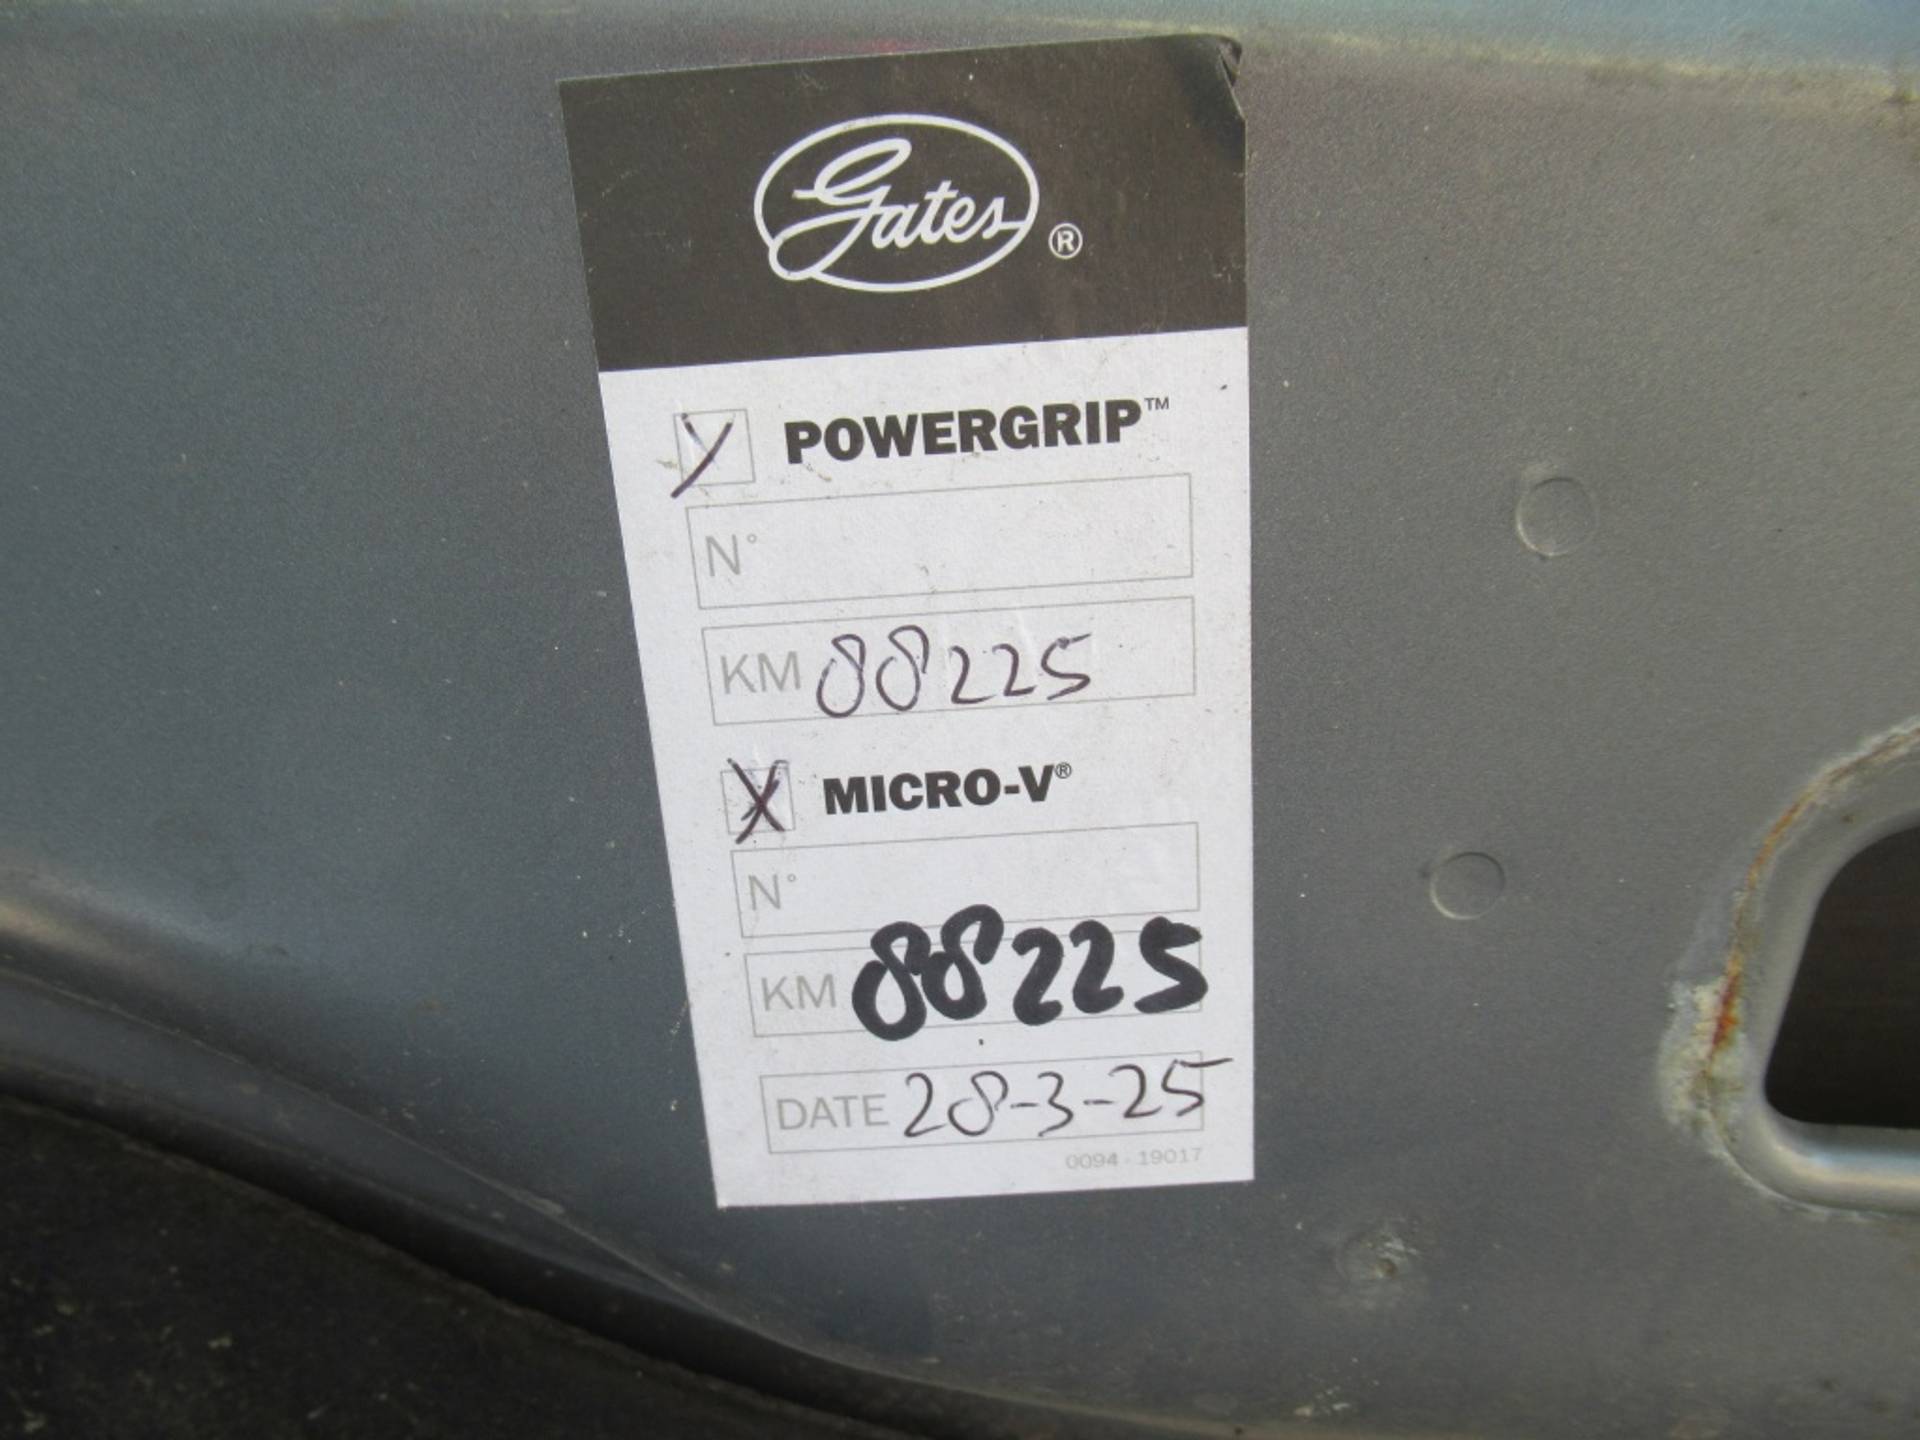 Gates ®
POWERGRIP™
N°
KM 88225
X MICRO-V®
N°
KM 88225
DATE 28-3-25
0094 - 19017